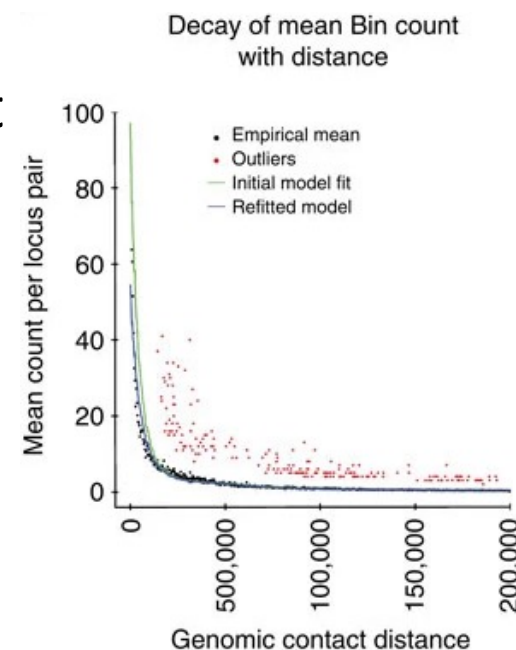 Decay of mean Bin count
with distance
Mean count per locus pair
100
80
60
40
20
0
Empirical mean
Outliers
Initial model fit
Refitted model
0
500,000
100,000
150,000
200,000
Genomic contact distance